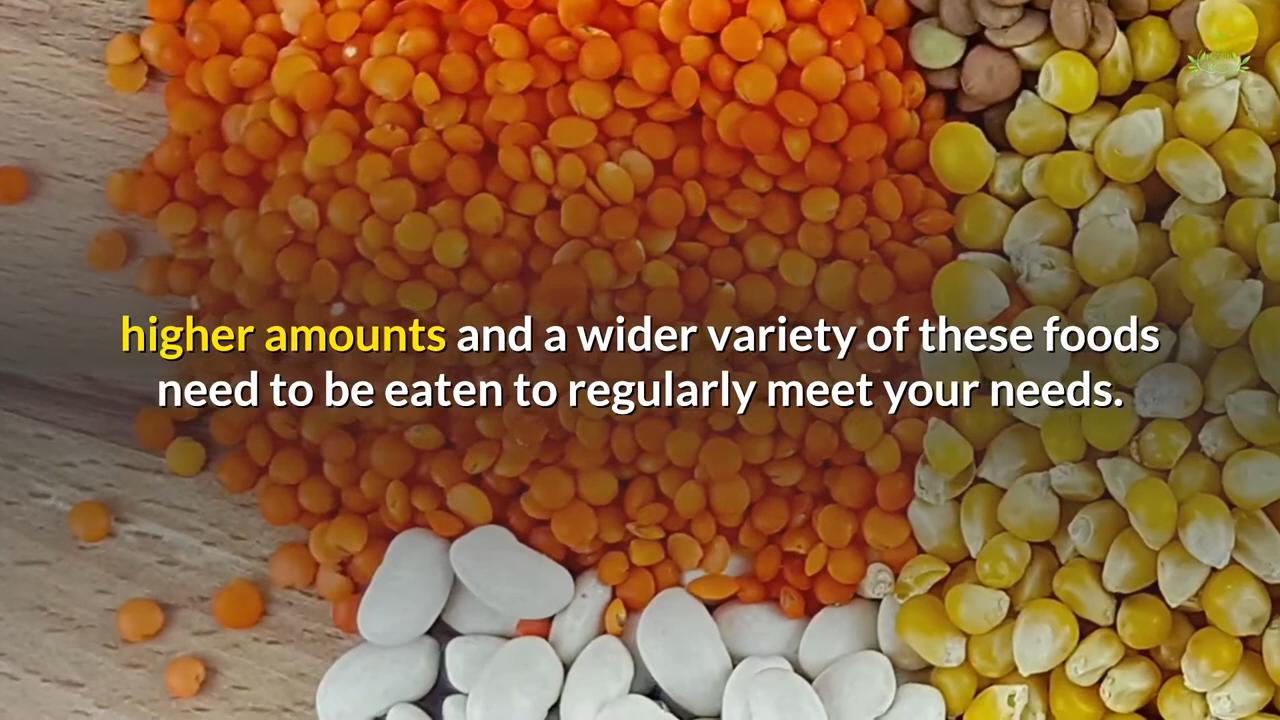 higher amounts and a wider variety of these foods
need to be eaten to regularly meet your needs.